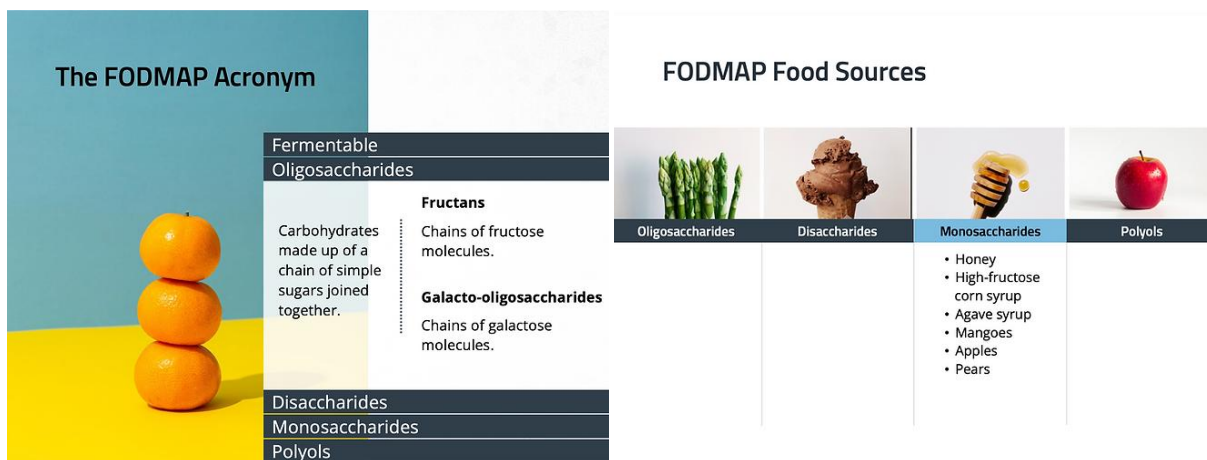 The FODMAP Acronym
Fermentable
Oligosaccharides
Carbohydrates
made up of a
chain of simple
sugars joined
together.
Fructans
Chains of fructose
molecules.
Galacto-oligosaccharides
Chains of galactose
molecules.
Disaccharides
Monosaccharides
Polyols
FODMAP Food Sources
Oligosaccharides
Disaccharides
Monosaccharides
Polyols
• Honey
• High-fructose
corn syrup
• Agave syrup
• Mangoes
• Apples
• Pears